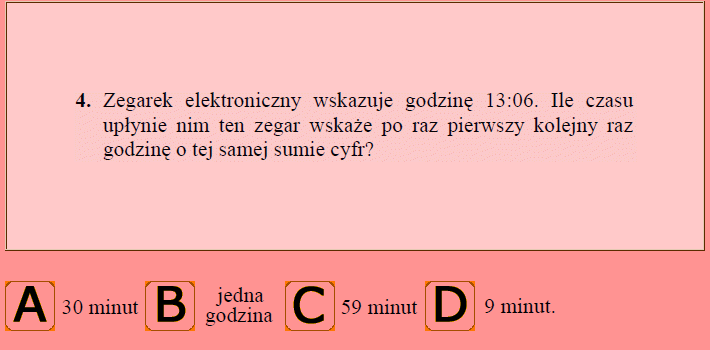 4. Zegarek elektroniczny wskazuje godzinę 13:06. Ile czasu
upłynie nim ten zegar wskaże po raz pierwszy kolejny raz
godzinę o tej samej sumie cyfr?
A 30 minut B jedna godzina C 59 minut D 9 minut.